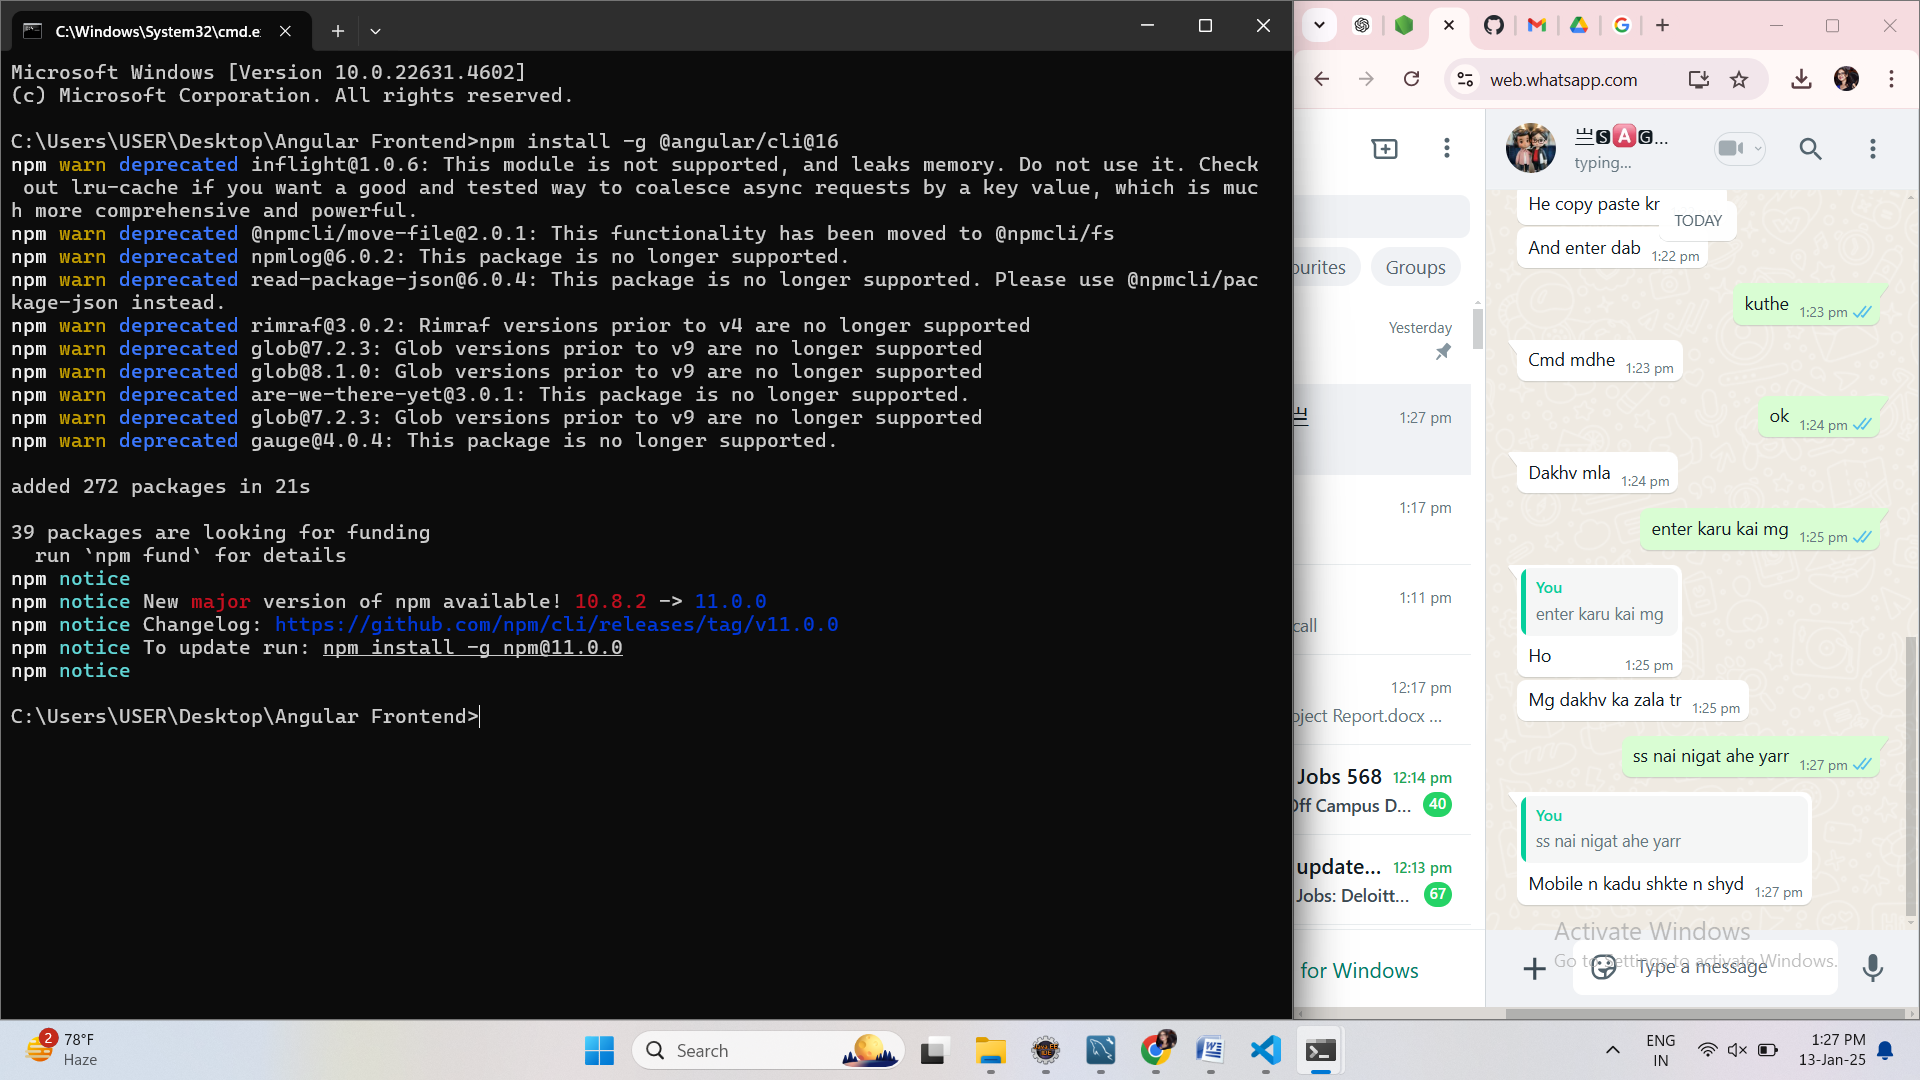 C:\Windows\System32\cmd.e
Microsoft Windows [Version 10.0.22631.4602]
(c) Microsoft Corporation. All rights reserved.
C:\Users\USER\Desktop\Angular Frontend>npm install -g @angular/cli@16
npm warn deprecated inflight@1.0.6: This module is not supported, and leaks memory. Do not use it. Check
out lru-cache if you want a good and tested way to coalesce async requests by a key value, which is muc
h more comprehensive and powerful.
npm warn deprecated @npmcli/move-file@2.0.1: This functionality has been moved to @npmcli/fs
npm warn deprecated npmlog@6.0.2: This package is no longer supported.
npm warn deprecated read-package-json@6.0.4: This package is no longer supported. Please use @npmcli/pac
kage-json instead.
npm warn deprecated rimraf@3.0.2: Rimraf versions prior to v4 are no longer supported
npm warn deprecated glob@7.2.3: Glob versions prior to v9 are no longer supported
npm warn deprecated glob@8.1.0: Glob versions prior to v9 are no longer supported
npm warn deprecated are-we-there-yet@3.0.1: This package is no longer supported.
npm warn deprecated glob@7.2.3: Glob versions prior to v9 are no longer supported
npm warn deprecated gauge@4.0.4: This package is no longer supported.
added 272 packages in 21s
39 packages are looking for funding
run `npm fund` for details
npm notice
npm notice New major version of npm available! 10.8.2 -> 11.0.0
npm notice Changelog: https://github.com/npm/cli/releases/tag/v11.0.0
npm notice To update run: npm install -g npm@11.0.0
npm notice
C:\Users\USER\Desktop\Angular Frontend>
web.whatsapp.com
ourites
Groups
Yesterday
1:27 pm
1:17 pm
1:11 pm
call
12:17 pm
oject Report.docx ...
Jobs 568 12:14 pm
Off Campus D... 40
update... 12:13 pm
Jobs: Deloitt... 67
for Windows
🆂🅰🅶...
typing...
He copy paste kr
TODAY
And enter dab 1:22 pm
kuthe 1:23 pm
Cmd mdhe 1:23 pm
ok 1:24 pm
Dakhv mla 1:24 pm
enter karu kai mg 1:25 pm
You
enter karu kai mg
Ho 1:25 pm
Mg dakhv ka zala tr 1:25 pm
ss nai nigat ahe yarr 1:27 pm
You
ss nai nigat ahe yarr
Mobile n kadu shkte n shyd 1:27 pm
Activate Windows
Go to Settings to activate Windows.
Type a message
2
78°F
Haze
Search
ENG
IN
1:27 PM
13-Jan-25